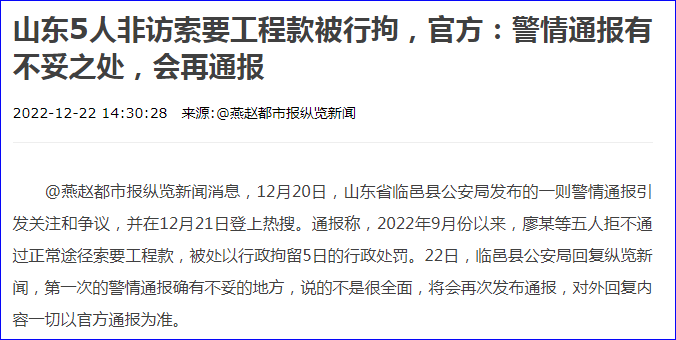 山东5人非访索要工程款被行拘，官方：警情通报有
不妥之处，会再通报
2022-12-22 14:30:28 来源:@燕赵都市报纵览新闻
@燕赵都市报纵览新闻消息，12月20日，山东省临邑县公安局发布的一则警情通报引
发关注和争议，并在12月21日登上热搜。通报称，2022年9月份以来，廖某等五人拒不通
过正常途径索要工程款，被处以行政拘留5日的行政处罚。22日，临邑县公安局回复纵览新
闻，第一次的警情通报确有不妥的地方，说的不是很全面，将会再次发布通报，对外回复内
容一切以官方通报为准。